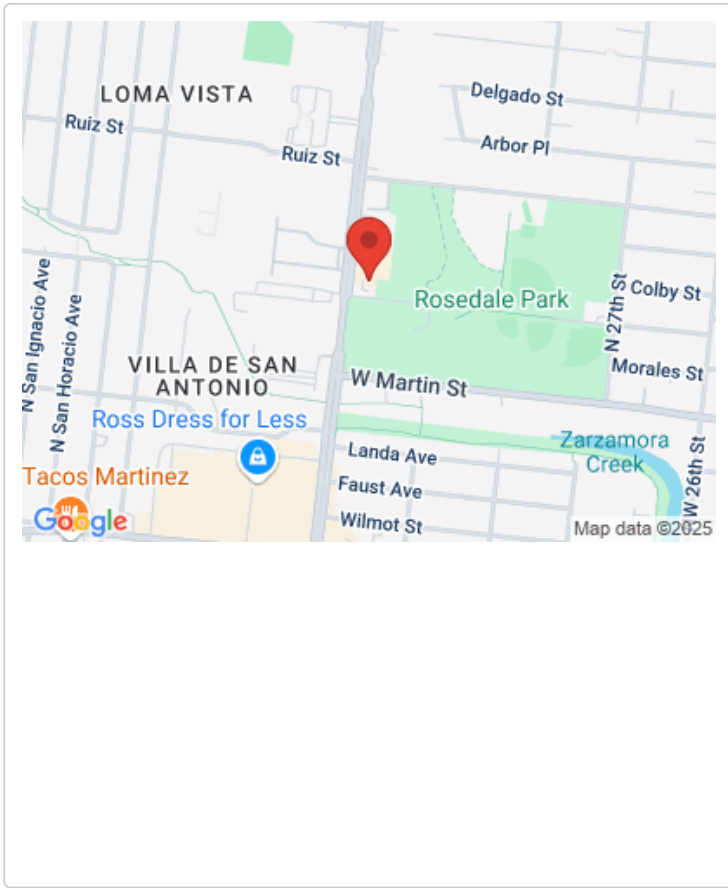 LOMA VISTA
Delgado St
Ruiz St
Arbor Pl
Ruiz St
N San Ignacio Ave
N San Horacio Ave
Rosedale Park
N 27th St
Colby St
Morales St
VILLA DE SAN
ANTONIO
W Martin St
Ross Dress for Less
Landa Ave
Zarzamora
Creek
Tacos Martinez
Faust Ave
NW 26th St
Wilmot St
Google
Map data ©2025